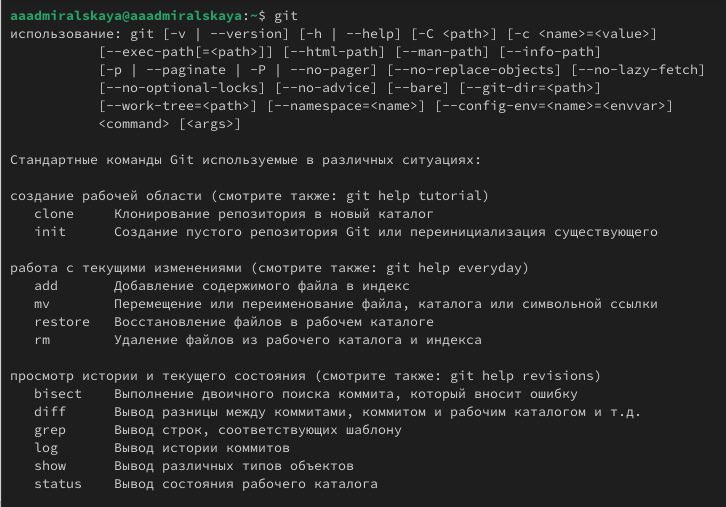 aaadmiralskaya@aaadmiralskaya:~$ git
использование: git [-v | --version] [-h | --help] [-C <path>] [-c <name>=<value>]
           [--exec-path[=<path>]] [--html-path] [--man-path] [--info-path]
           [-p | --paginate | -P | --no-pager] [--no-replace-objects] [--no-lazy-fetch]
           [--no-optional-locks] [--no-advice] [--bare] [--git-dir=<path>]
           [--work-tree=<path>] [--namespace=<name>] [--config-env=<name>=<envvar>]
           <command> [<args>]

Стандартные команды Git используемые в различных ситуациях:

создание рабочей области (смотрите также: git help tutorial)
   clone     Клонирование репозитория в новый каталог
   init      Создание пустого репозитория Git или переинициализация существующего

работа с текущими изменениями (смотрите также: git help everyday)
   add       Добавление содержимого файла в индекс
   mv        Перемещение или переименование файла, каталога или символьной ссылки
   restore   Восстановление файлов в рабочем каталоге
   rm        Удаление файлов из рабочего каталога и индекса

просмотр истории и текущего состояния (смотрите также: git help revisions)
   bisect    Выполнение двоичного поиска коммита, который вносит ошибку
   diff      Вывод разницы между коммитами, коммитом и рабочим каталогом и т.д.
   grep      Вывод строк, соответствующих шаблону
   log       Вывод истории коммитов
   show      Вывод различных типов объектов
   status    Вывод состояния рабочего каталога